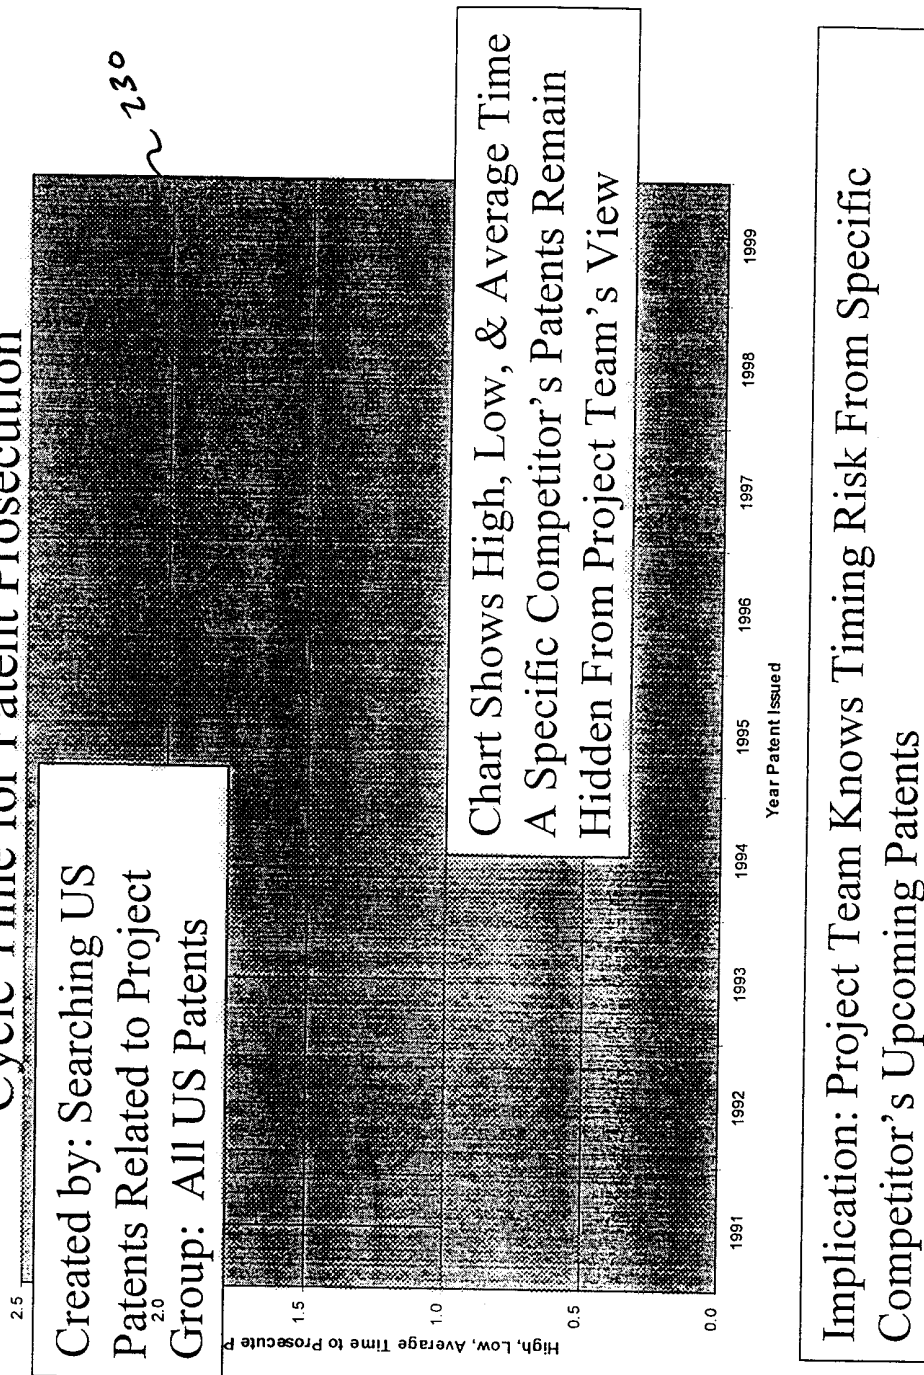 Cycle Time for Patent Prosecution
230
2.5
2.0
1.5
1.0
0.5
0.0
High, Low, Average Time to Prosecute P
Created by: Searching US
Patents Related to Project
Group: All US Patents
Chart Shows High, Low, & Average Time
A Specific Competitor's Patents Remain
Hidden From Project Team's View
1991 1992 1993 1994 1995 1996 1997 1998 1999
Year Patent Issued
Implication: Project Team Knows Timing Risk From Specific
Competitor's Upcoming Patents